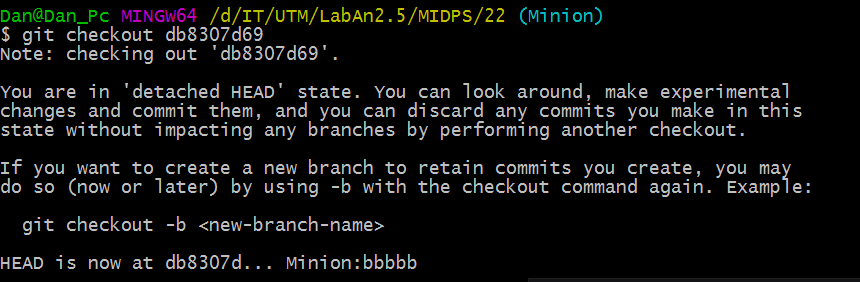 Dan@Dan_Pc MINGW64 /d/IT/UTM/LabAn2.5/MIDPS/22 (Minion)
$ git checkout db8307d69
Note: checking out 'db8307d69'.

You are in 'detached HEAD' state. You can look around, make experimental
changes and commit them, and you can discard any commits you make in this
state without impacting any branches by performing another checkout.

If you want to create a new branch to retain commits you create, you may
do so (now or later) by using -b with the checkout command again. Example:

  git checkout -b <new-branch-name>

HEAD is now at db8307d... Minion:bbbbb